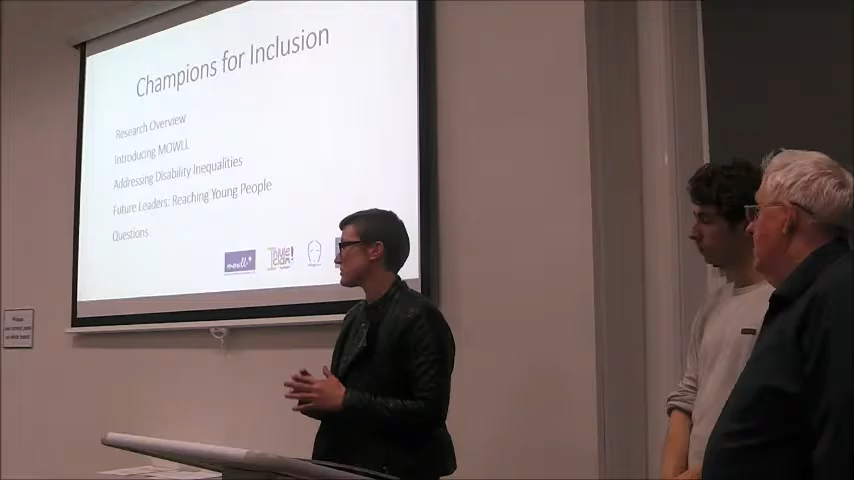 Champions for Inclusion
Research Overview
Introducing MOWLL
Addressing Disability Inequalities
Future Leaders: Reaching Young People
Questions
mowll